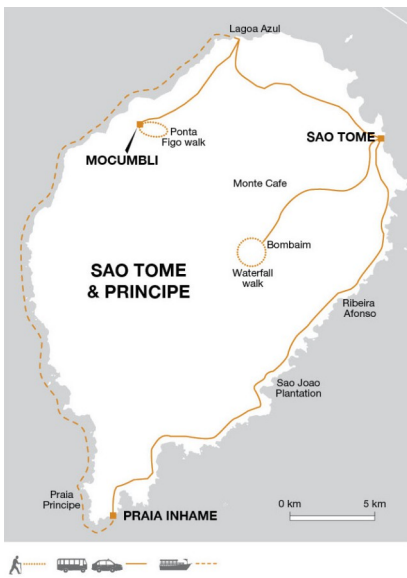 Lagoa Azul
Ponta
Figo walk
SAO TOME
MOCUMBLI
Monte Cafe
Bombaim
SAO TOME
& PRINCIPE
Waterfall
walk
Ribeira
Afonso
Sao Joao
Plantation
Praia
Principe
PRAIA INHAME
0 km
5 km